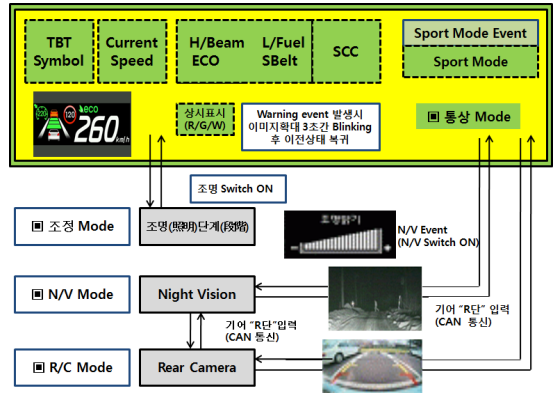 TBT
Symbol
Current
Speed
H/Beam L/Fuel
ECO SBelt
SCC
Sport Mode Event
Sport Mode
220
120
eco
260 km/h
상시표시
(R/G/W)
Warning event 발생시
이미지확대 3초간 Blinking
후 이전상태 복귀
▣ 통상 Mode
조명 Switch ON
▣ 조정 Mode
조명(照明)단계(段階)
조명밝기
N/V Event
(N/V Switch ON)
▣ N/V Mode
Night Vision
기어 “R단”입력
(CAN 통신)
기어 “R단” 입력
(CAN 통신)
▣ R/C Mode
Rear Camera